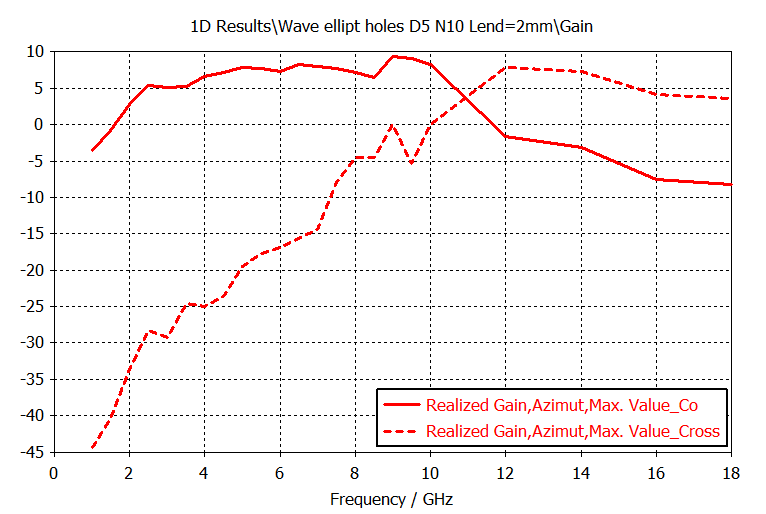 1D Results\Wave ellipt holes D5 N10 Lend=2mm\Gain
10
5
0
-5
-10
-15
-20
-25
-30
-35
-40
-45
Realized Gain,Azimut,Max. Value_Co
Realized Gain,Azimut,Max. Value_Cross
0 2 4 6 8 10 12 14 16 18
Frequency / GHz